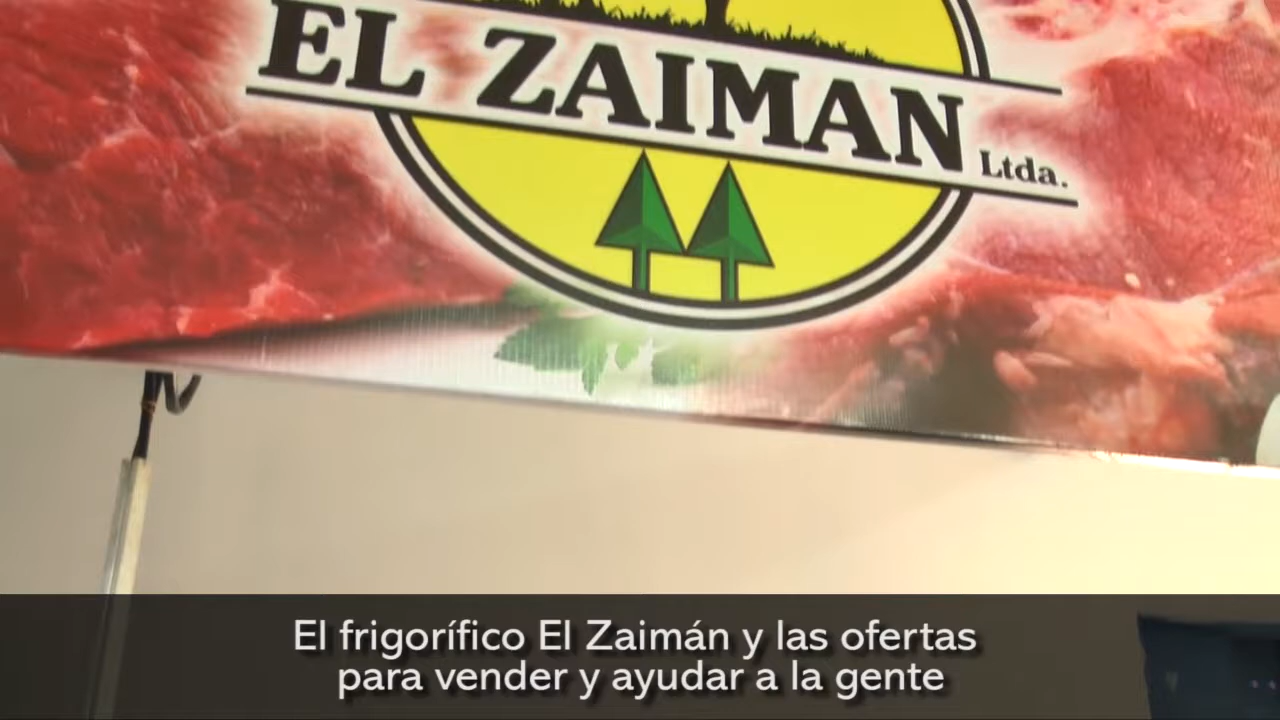 EL ZAIMAN
Ltda.
El frigorífico El Zaimán y las ofertas
para vender y ayudar a la gente